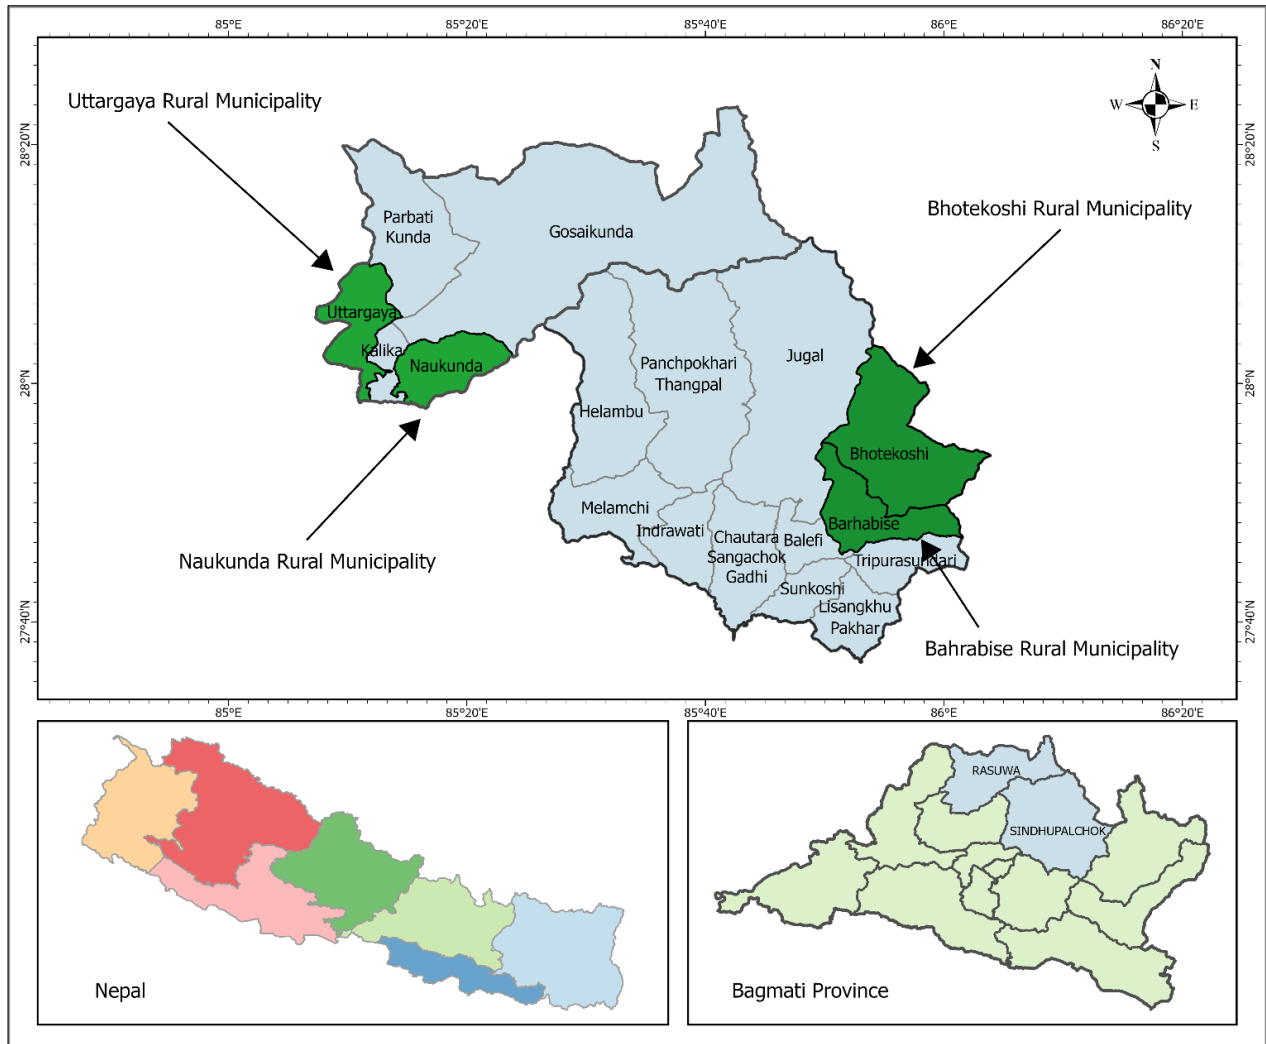 85°E 85°20'E 85°40'E 86°E 86°20'E
N
W E
S
28°20'N 28°20'N
Uttargaya Rural Municipality
Bhotekoshi Rural Municipality
Parbati
Kunda
Gosaikunda
Uttargaya
Kalika
Naukunda
Panchpokhari
Thangpal
Jugal
28°N 28°N
Helambu
Bhotekoshi
Melamchi
Indrawati
Barhabise
Chautara
Sangachok
Gadhi
Balefi
Tripurasundari
Sunkoshi
Lisangkhu
Pakhar
Naukunda Rural Municipality
27°40'N 27°40'N
Bahrabise Rural Municipality
85°E 85°20'E 85°40'E 86°E 86°20'E
Nepal
RASUWA
SINDHUPALCHOK
Bagmati Province